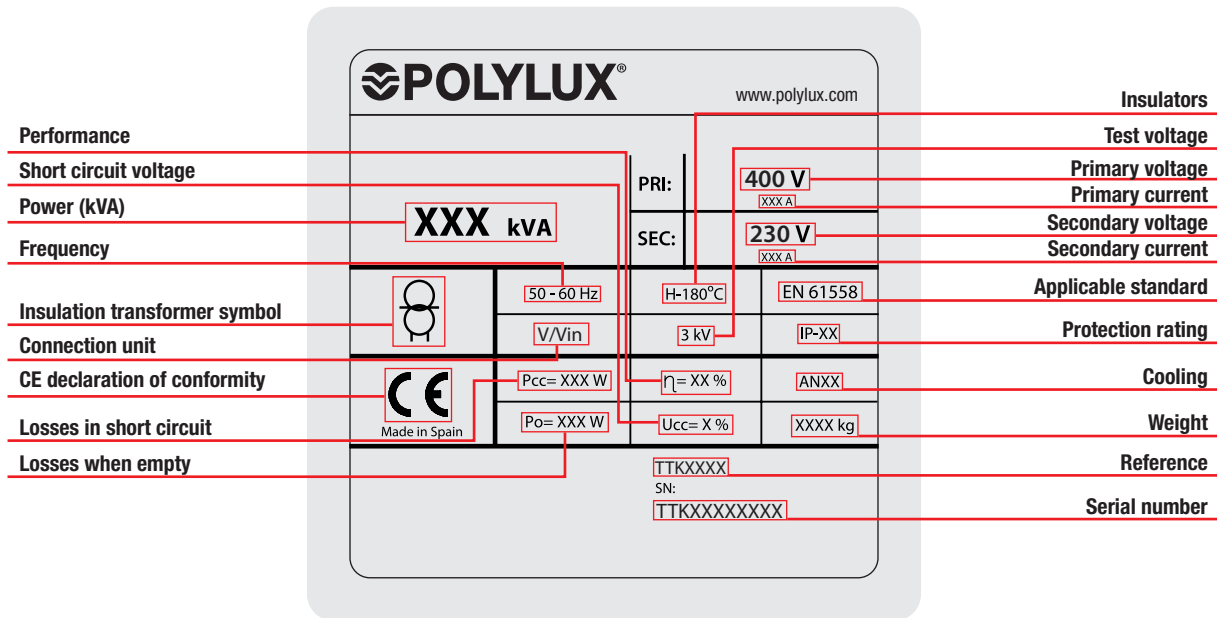 POLYLUX®
www.polylux.com
Performance
Short circuit voltage
Power (kVA)
Frequency
Insulation transformer symbol
Connection unit
CE declaration of conformity
Losses in short circuit
Losses when empty
XXX kVA
PRI:
400 V
XXX A
SEC:
230 V
XXX A
50 - 60 Hz
H-180°C
EN 61558
V/Vin
3 kV
IP-XX
CE
Made in Spain
Pcc= XXX W
η= XX %
ANXX
Po= XXX W
Ucc= X %
XXXX kg
TTKXXXX
SN:
TTKXXXXXXXXX
Insulators
Test voltage
Primary voltage
Primary current
Secondary voltage
Secondary current
Applicable standard
Protection rating
Cooling
Weight
Reference
Serial number